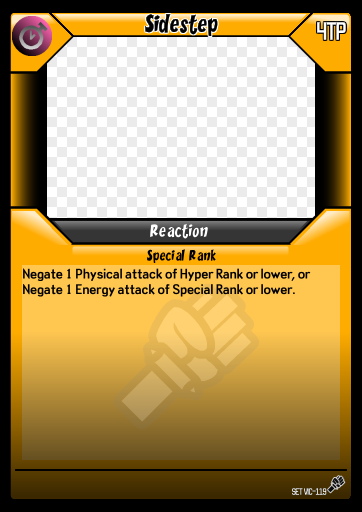 Sidestep
4TP
Reaction
Special Rank
Negate 1 Physical attack of Hyper Rank or lower, or
Negate 1 Energy attack of Special Rank or lower.
SET VIC-119